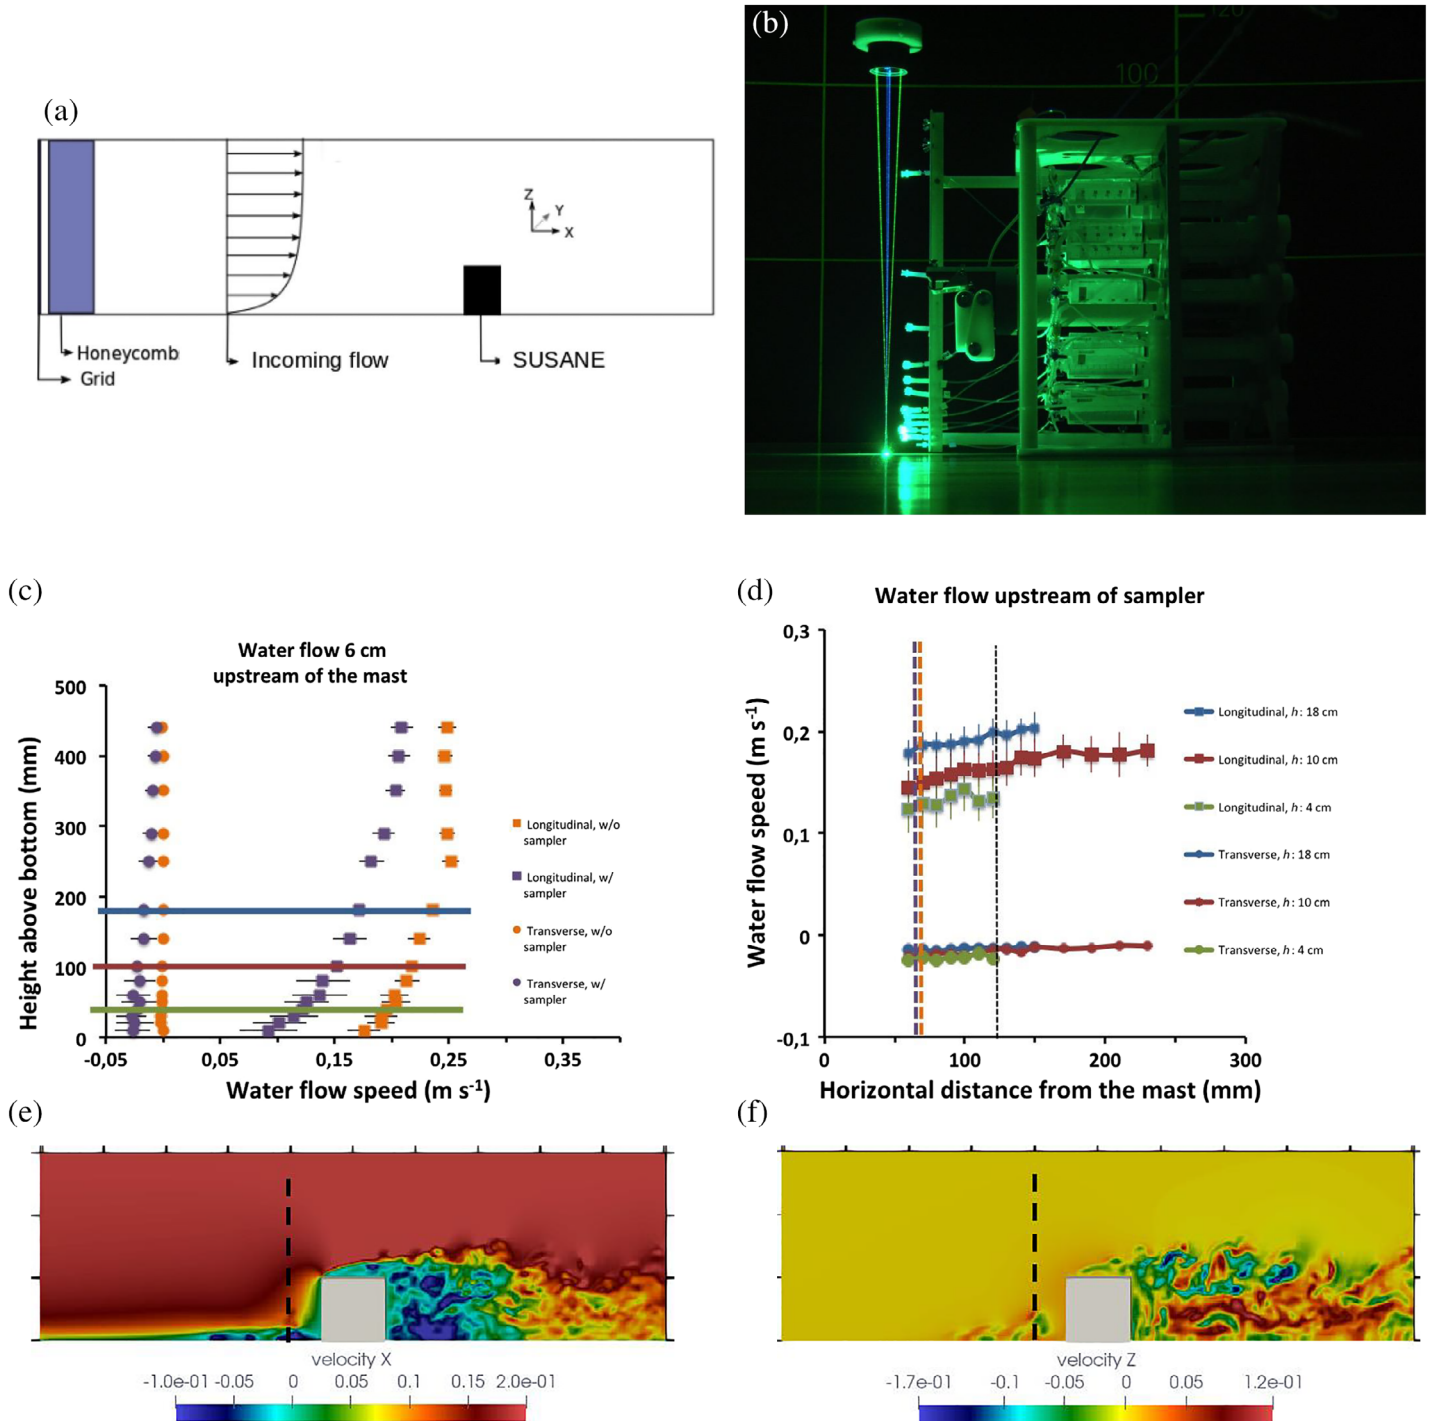 (a)
Z
Y
X
Honeycomb
Grid
Incoming flow
SUSANE
(b)
120
100
(c)
Water flow 6 cm
upstream of the mast
Height above bottom (mm)
500
400
300
200
100
0
-0,05
0,05
0,15
0,25
0,35
Water flow speed (m s-1)
Longitudinal, w/o
sampler
Longitudinal, w/
sampler
Transverse, w/o
sampler
Transverse, w/
sampler
(d)
Water flow upstream of sampler
Water flow speed (m s-1)
0,3
0,2
0,1
0
-0,1
0
100
200
300
Horizontal distance from the mast (mm)
Longitudinal, h: 18 cm
Longitudinal, h: 10 cm
Longitudinal, h: 4 cm
Transverse, h: 18 cm
Transverse, h: 10 cm
Transverse, h: 4 cm
(e)
velocity X
-1.0e-01 -0.05 0 0.05 0.1 0.15 2.0e-01
(f)
velocity Z
-1.7e-01 -0.1 -0.05 0 0.05 1.2e-01